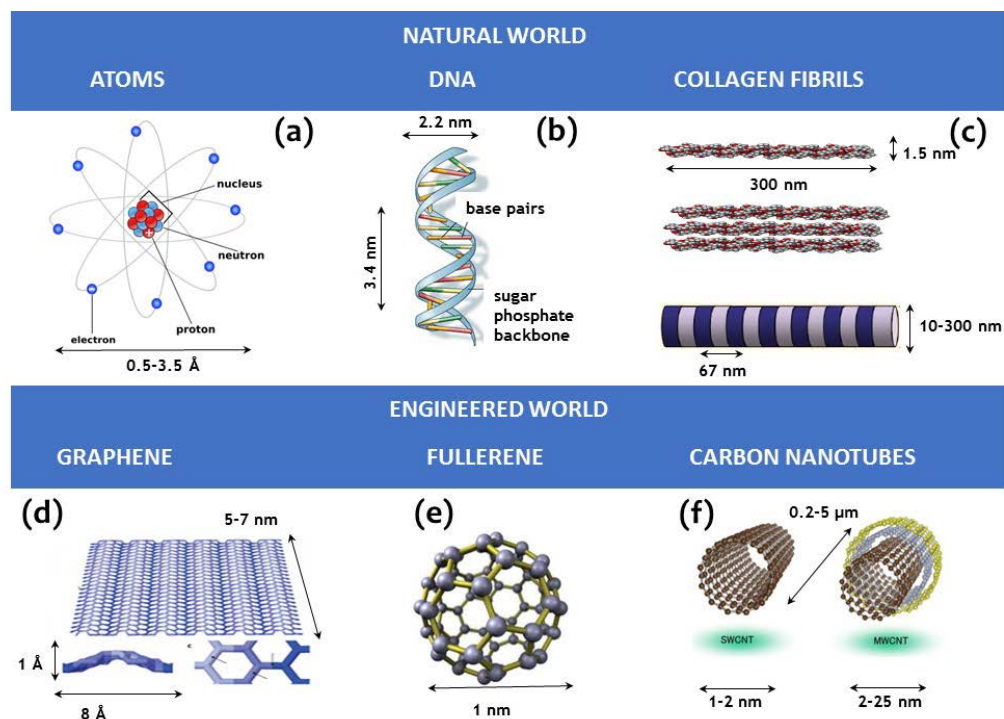 NATURAL WORLD
ATOMS
DNA
COLLAGEN FIBRILS
(a)
nucleus
neutron
proton
electron
0.5-3.5 Å
2.2 nm
(b)
base pairs
3.4 nm
sugar
phosphate
backbone
(c)
1.5 nm
300 nm
10-300 nm
67 nm
ENGINEERED WORLD
GRAPHENE
FULLERENE
CARBON NANOTUBES
(d)
5-7 nm
1 Å
c
8 Å
(e)
1 nm
(f)
0.2-5 µm
SWCNT
MWCNT
1-2 nm
2-25 nm